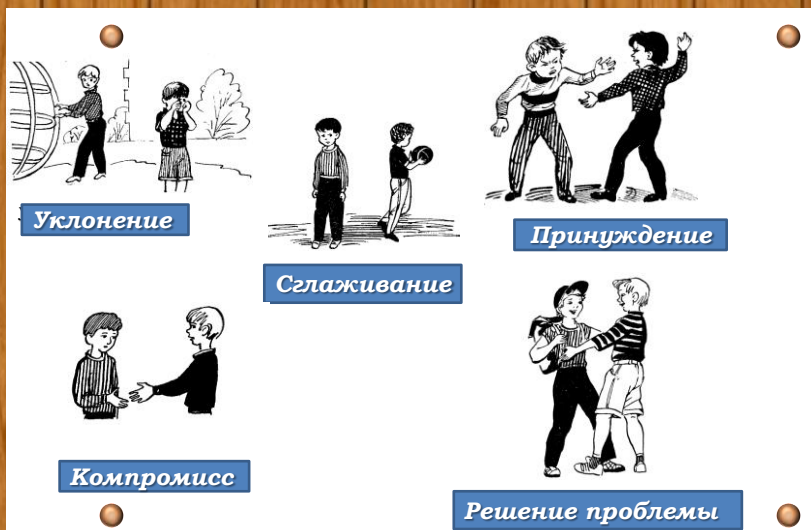 Уклонение
Сглаживание
Принуждение
Компромисс
Решение проблемы